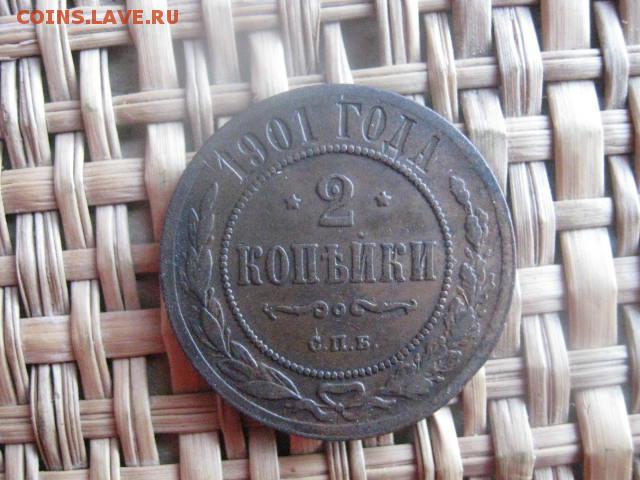 COINS.LAVE.RU
1901 ГОДА
2
КОПѢЙКИ
С.П.Б.